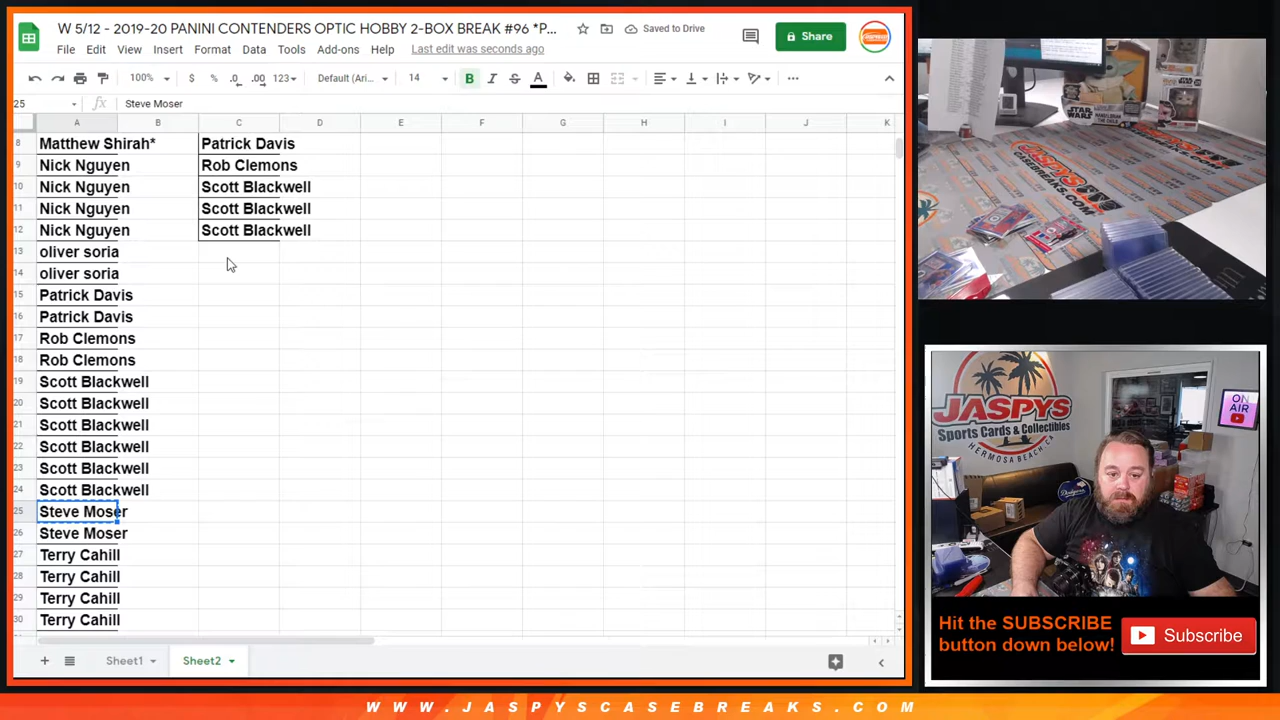 W 5/12 - 2019-20 PANINI CONTENDERS OPTIC HOBBY 2-BOX BREAK #96 *P...
Saved to Drive
Share
File Edit View Insert Format Data Tools Add-ons Help Last edit was seconds ago
100% $ % .0 .00 123 Default (Ari... 14 B I S A
25 fx Steve Moser
A B C D E F G H I J K
8 Matthew Shirah* Patrick Davis
9 Nick Nguyen Rob Clemons
10 Nick Nguyen Scott Blackwell
11 Nick Nguyen Scott Blackwell
12 Nick Nguyen Scott Blackwell
13 oliver soria
14 oliver soria
15 Patrick Davis
16 Patrick Davis
17 Rob Clemons
18 Rob Clemons
19 Scott Blackwell
20 Scott Blackwell
21 Scott Blackwell
22 Scott Blackwell
23 Scott Blackwell
24 Scott Blackwell
25 Steve Moser
26 Steve Moser
27 Terry Cahill
28 Terry Cahill
29 Terry Cahill
30 Terry Cahill
Sheet1 Sheet2
STAR WARS
JASPYS
CASEBREAKS.COM
JASPYS
Sports Cards & Collectibles
HERMOSA BEACH, CA
ON AIR
Dodgers
Hit the SUBSCRIBE
button down below!
Subscribe
WWW.JASPYSCASEBREAKS.COM